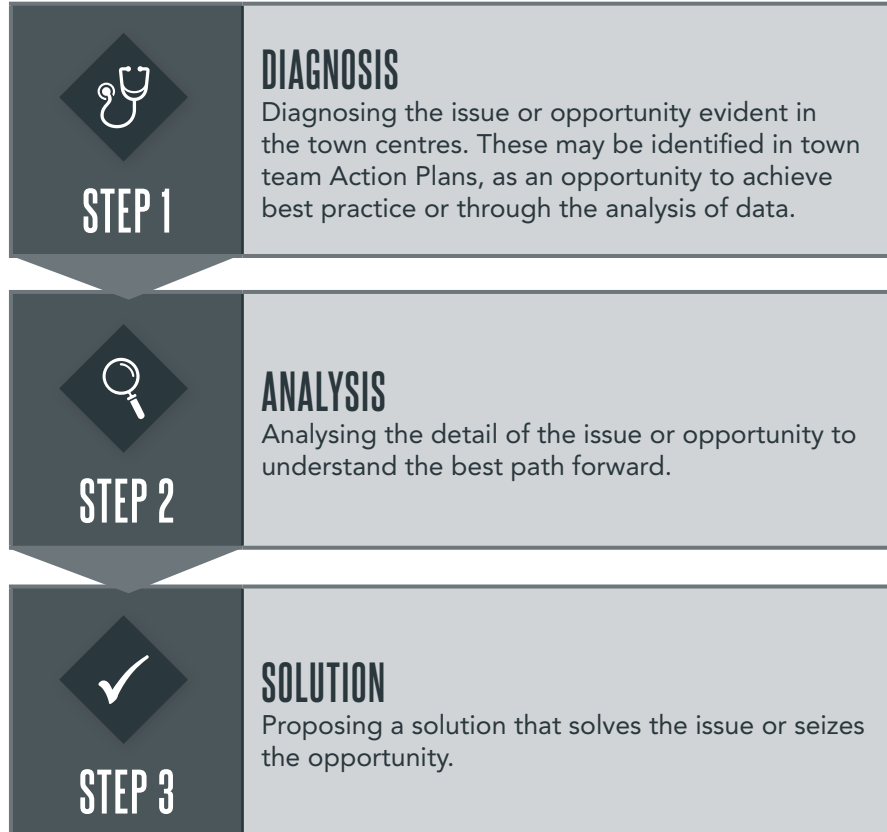 STEP 1
DIAGNOSIS
Diagnosing the issue or opportunity evident in
the town centres. These may be identified in town
team Action Plans, as an opportunity to achieve
best practice or through the analysis of data.
STEP 2
ANALYSIS
Analysing the detail of the issue or opportunity to
understand the best path forward.
STEP 3
SOLUTION
Proposing a solution that solves the issue or seizes
the opportunity.